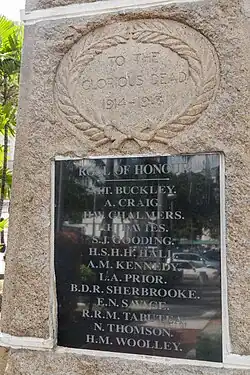 TO THE
GLORIOUS DEAD
1914-
ROLL OF HONOUR
H. BUCKLEY.
A. CRAIG.
H.W. CHALMERS.
S.J. GOODING.
H.S.H.H. HALL
A.M. KENNEDY.
L.A. PRIOR.
B.D.R. SHERBROOKE.
E.N. SAVAGE.
R.R.M. TABUTEAU
N. THOMSON.
H.M. WOOLLEY.